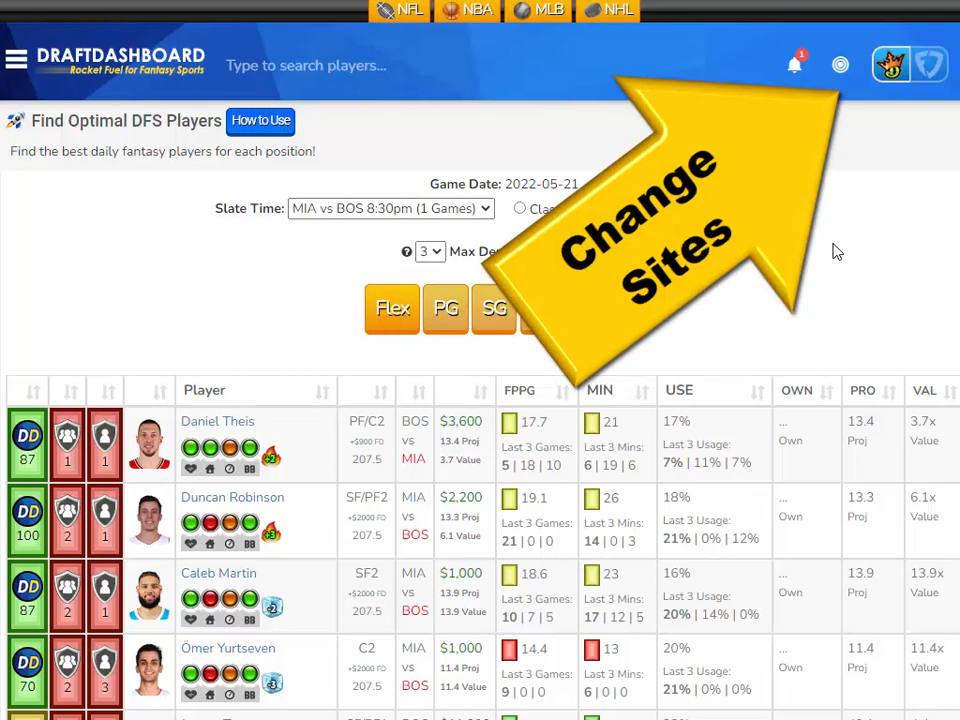 NFL NBA MLB NHL
DRAFTDASHBOARD
Rocket Fuel for Fantasy Sports
Type to search players...
1
Find Optimal DFS Players How to Use
Find the best daily fantasy players for each position!
Game Date: 2022-05-21
Slate Time: MIA vs BOS 8:30pm (1 Games)
3 Max
Change
Sites
Flex PG SG
Player FPPG MIN USE OWN PRO VAL
DD 87 1 1 Daniel Theis PF/C2 +$900 FD 207.5 BOS VS MIA $3,600 13.4 Proj 3.7 Value 17.7 Last 3 Games: 5 | 18 | 10 21 Last 3 Mins: 6 | 19 | 6 17% Last 3 Usage: 7% | 11% | 7% ... Own 13.4 Proj 3.7x Value
+2
DD 100 2 1 Duncan Robinson SF/PF2 +$2000 FD 207.5 MIA VS BOS $2,200 13.3 Proj 6.1 Value 19.1 Last 3 Games: 21 | 0 | 0 26 Last 3 Mins: 14 | 0 | 3 18% Last 3 Usage: 21% | 0% | 12% ... Own 13.3 Proj 6.1x Value
+3
DD 87 2 1 Caleb Martin SF2 207.5 MIA VS BOS $1,000 13.9 Proj 13.9 Value 18.6 Last 3 Games: 10 | 7 | 5 23 Last 3 Mins: 17 | 12 | 5 16% Last 3 Usage: 20% | 14% | 0% ... Own 13.9 Proj 13.9x Value
-2
DD 70 2 3 Ömer Yurtseven C2 +$2000 FD 207.5 MIA VS BOS $1,000 11.4 Proj 11.4 Value 14.4 Last 3 Games: 9 | 0 | 0 13 Last 3 Mins: 6 | 0 | 0 20% Last 3 Usage: 21% | 0% | 0% ... Own 11.4 Proj 11.4x Value
-3